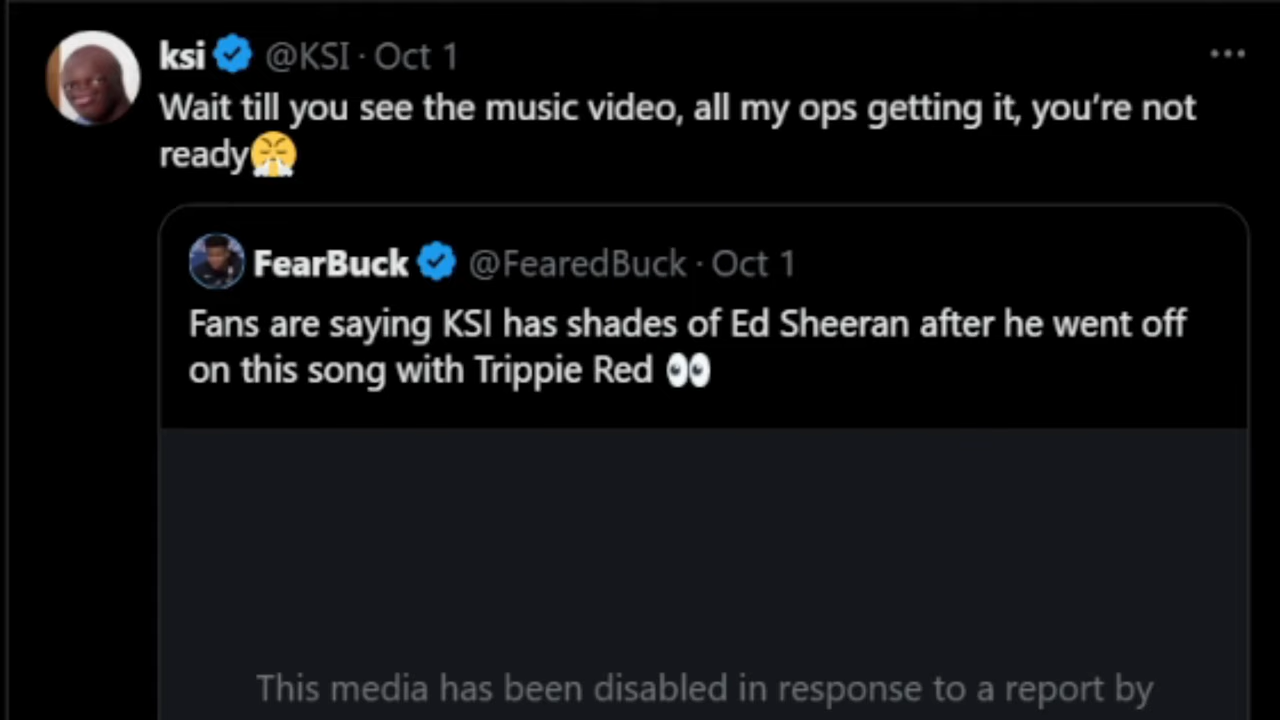 ksi @KSI · Oct 1
Wait till you see the music video, all my ops getting it, you’re not
ready😤
FearBuck @FearedBuck · Oct 1
Fans are saying KSI has shades of Ed Sheeran after he went off
on this song with Trippie Red 👀
This media has been disabled in response to a report by